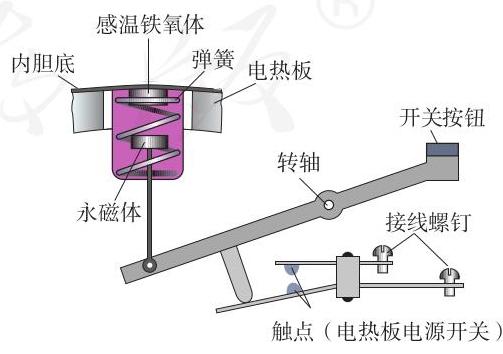 感温铁氧体
弹簧
内胆底
电热板
开关按钮
转轴
永磁体
接线螺钉
触点（电热板电源开关）